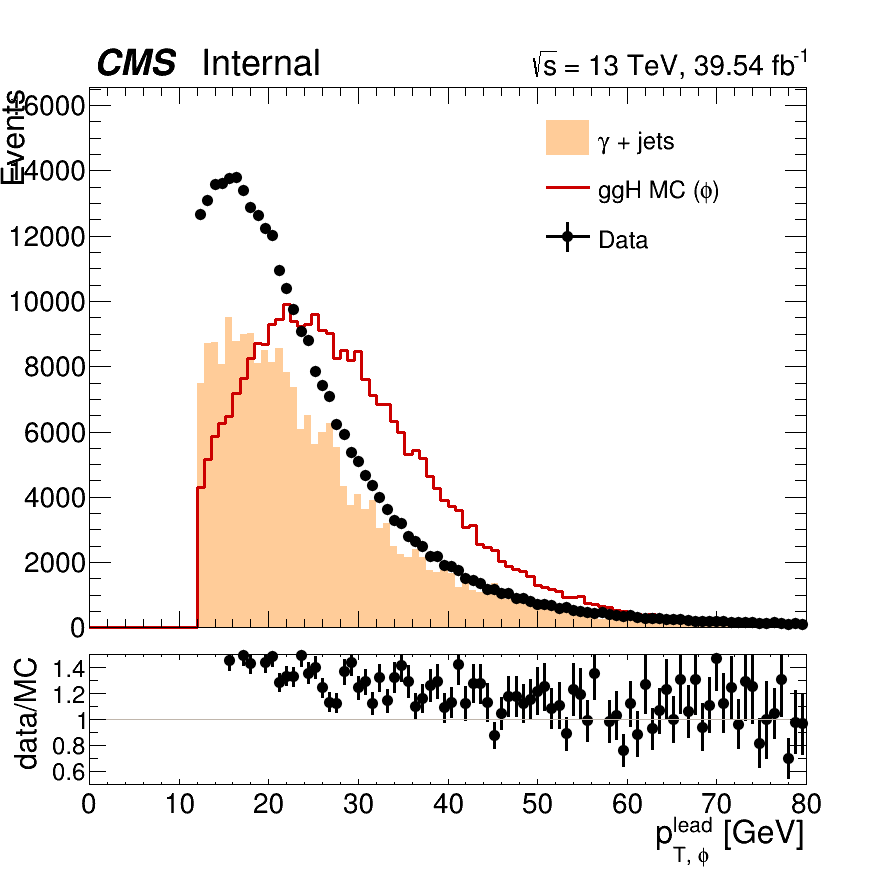 CMS Internal √s = 13 TeV, 39.54 fb⁻¹
Events
16000
14000
12000
10000
8000
6000
4000
2000
0
γ + jets
ggH MC (ϕ)
Data
data/MC
1.4
1.2
1
0.8
0.6
0 10 20 30 40 50 60 70 80
p_{T, ϕ}^{lead} [GeV]